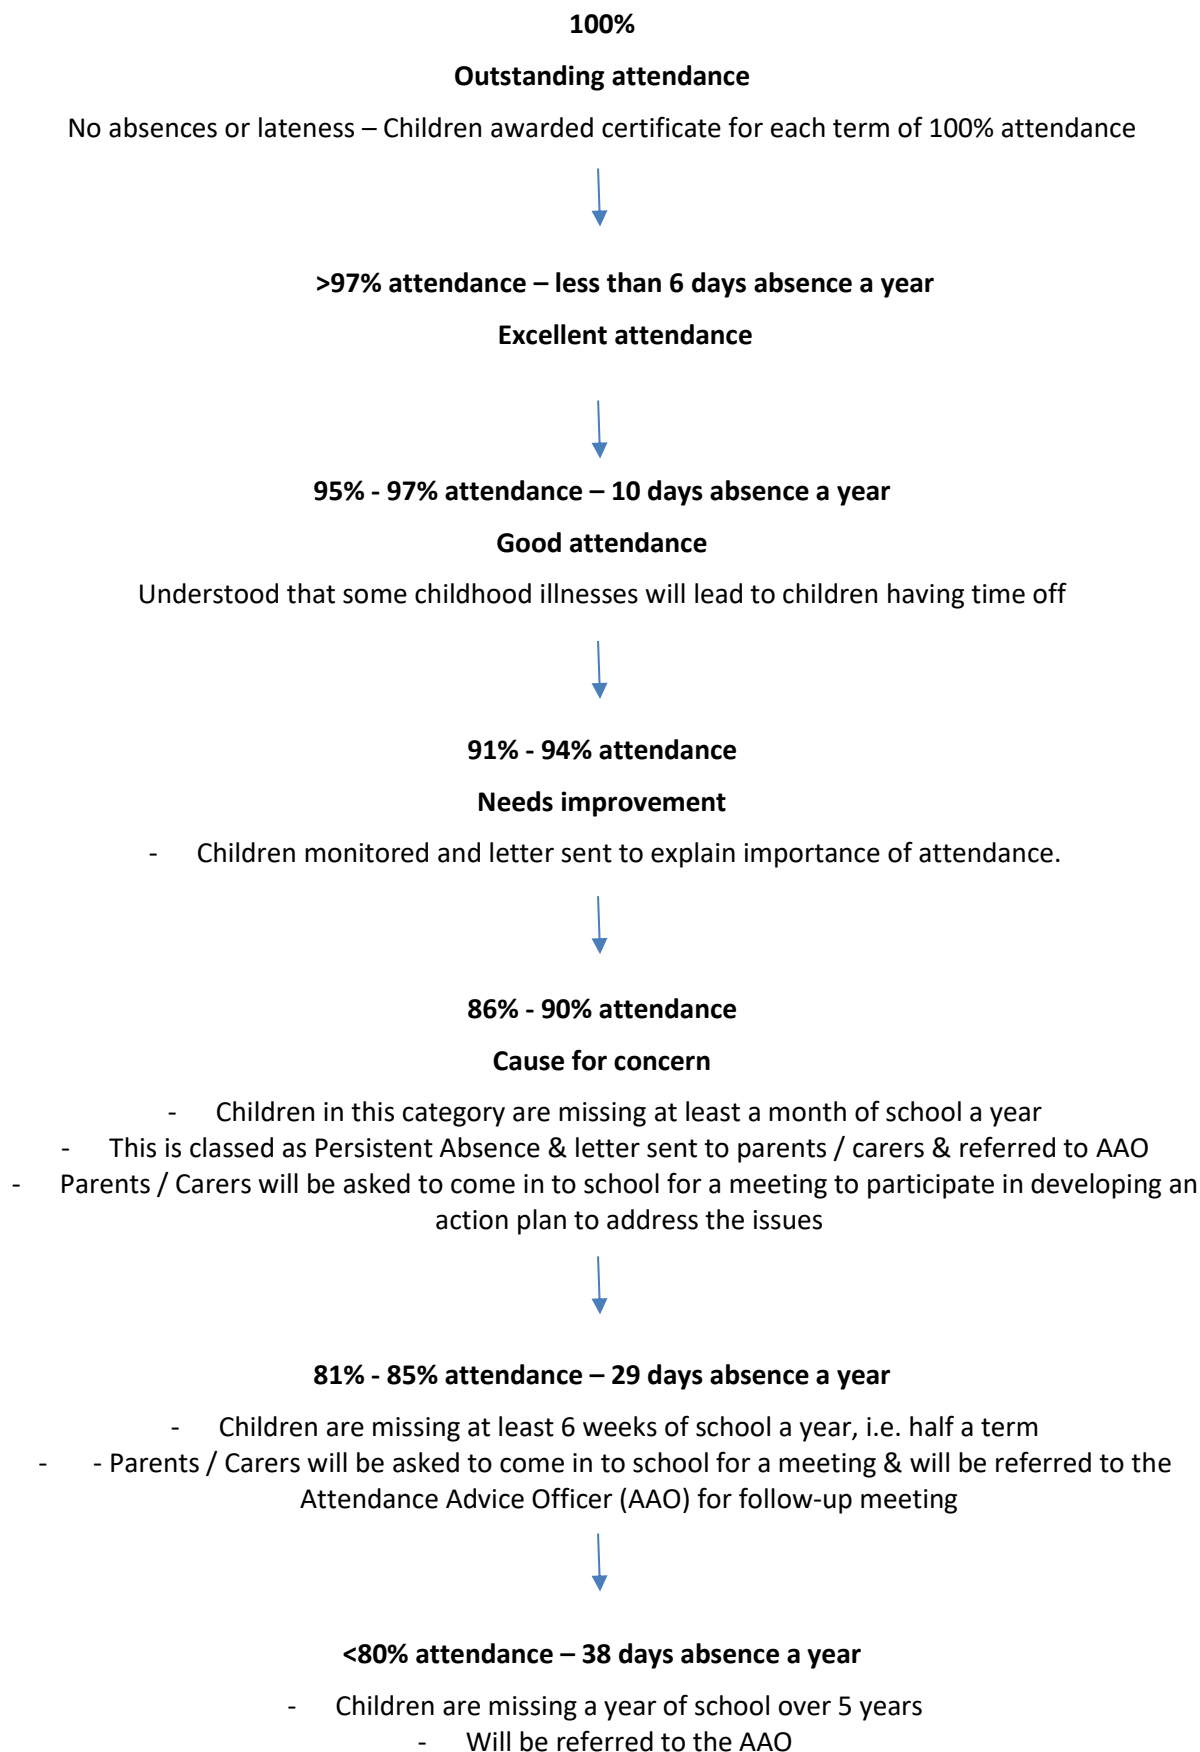 100%
Outstanding attendance
No absences or lateness – Children awarded certificate for each term of 100% attendance
>97% attendance – less than 6 days absence a year
Excellent attendance
95% - 97% attendance – 10 days absence a year
Good attendance
Understood that some childhood illnesses will lead to children having time off
91% - 94% attendance
Needs improvement
- Children monitored and letter sent to explain importance of attendance.
86% - 90% attendance
Cause for concern
- Children in this category are missing at least a month of school a year
- This is classed as Persistent Absence & letter sent to parents / carers & referred to AAO
- Parents / Carers will be asked to come in to school for a meeting to participate in developing an
action plan to address the issues
81% - 85% attendance – 29 days absence a year
- Children are missing at least 6 weeks of school a year, i.e. half a term
- - Parents / Carers will be asked to come in to school for a meeting & will be referred to the
Attendance Advice Officer (AAO) for follow-up meeting
<80% attendance – 38 days absence a year
- Children are missing a year of school over 5 years
- Will be referred to the AAO